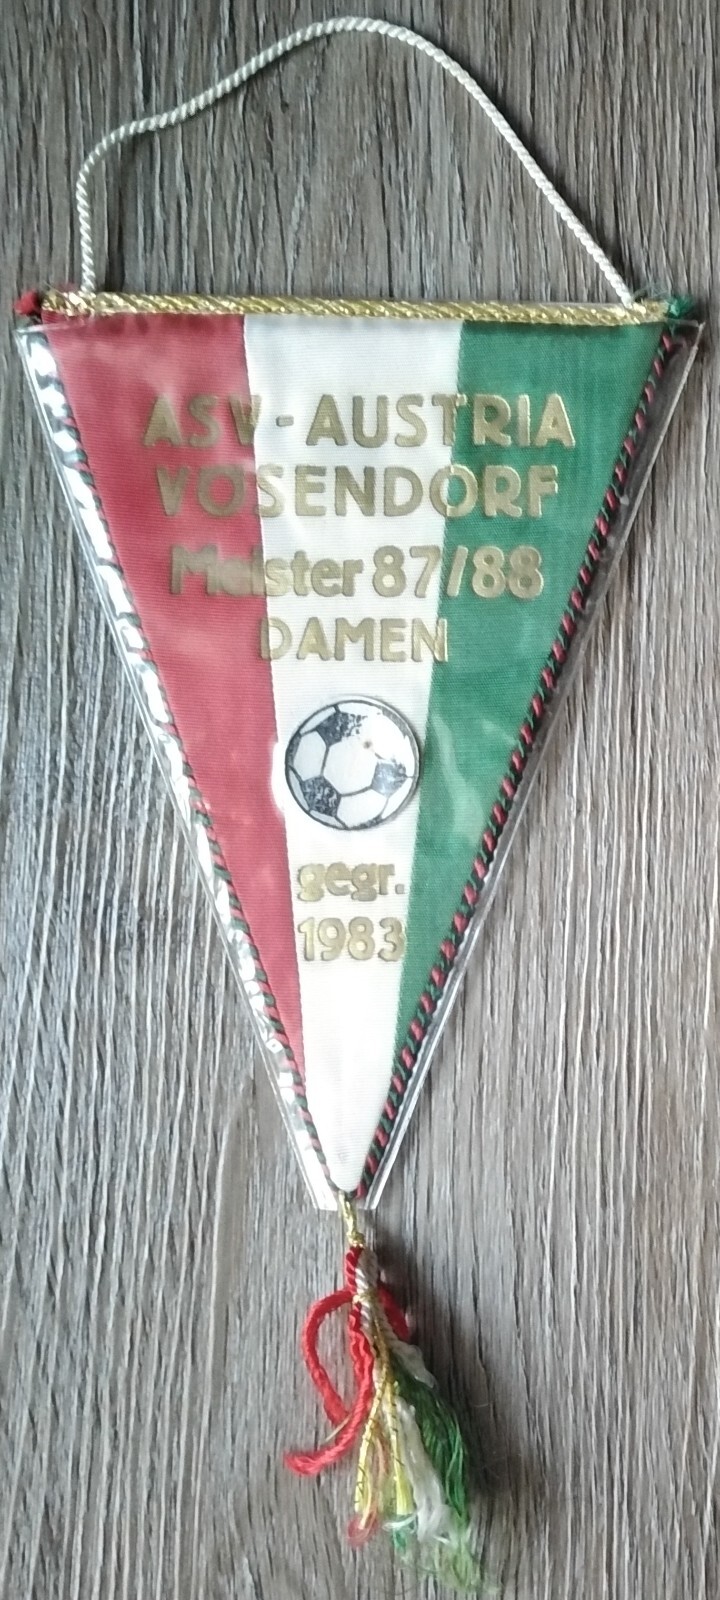 ASV-AUSTRIA
VÖSENDORF
Meister 87/88
DAMEN
gegr.
1983